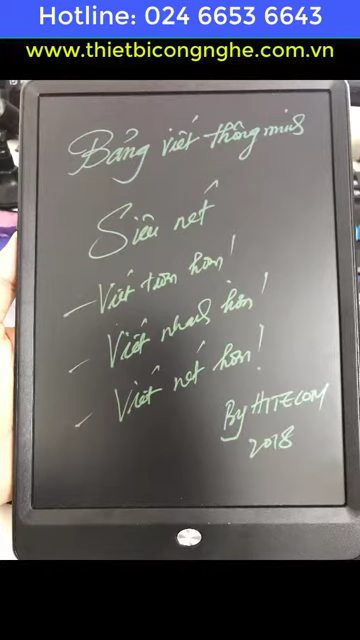 Hotline: 024 6653 6643
www.thietbicongnghe.com.vn
Bảng viết thông minh
Siêu nét
- Viết trơn hơn!
- Viết nhanh hơn!
- Viết nét hơn!
By HITECOM
2018